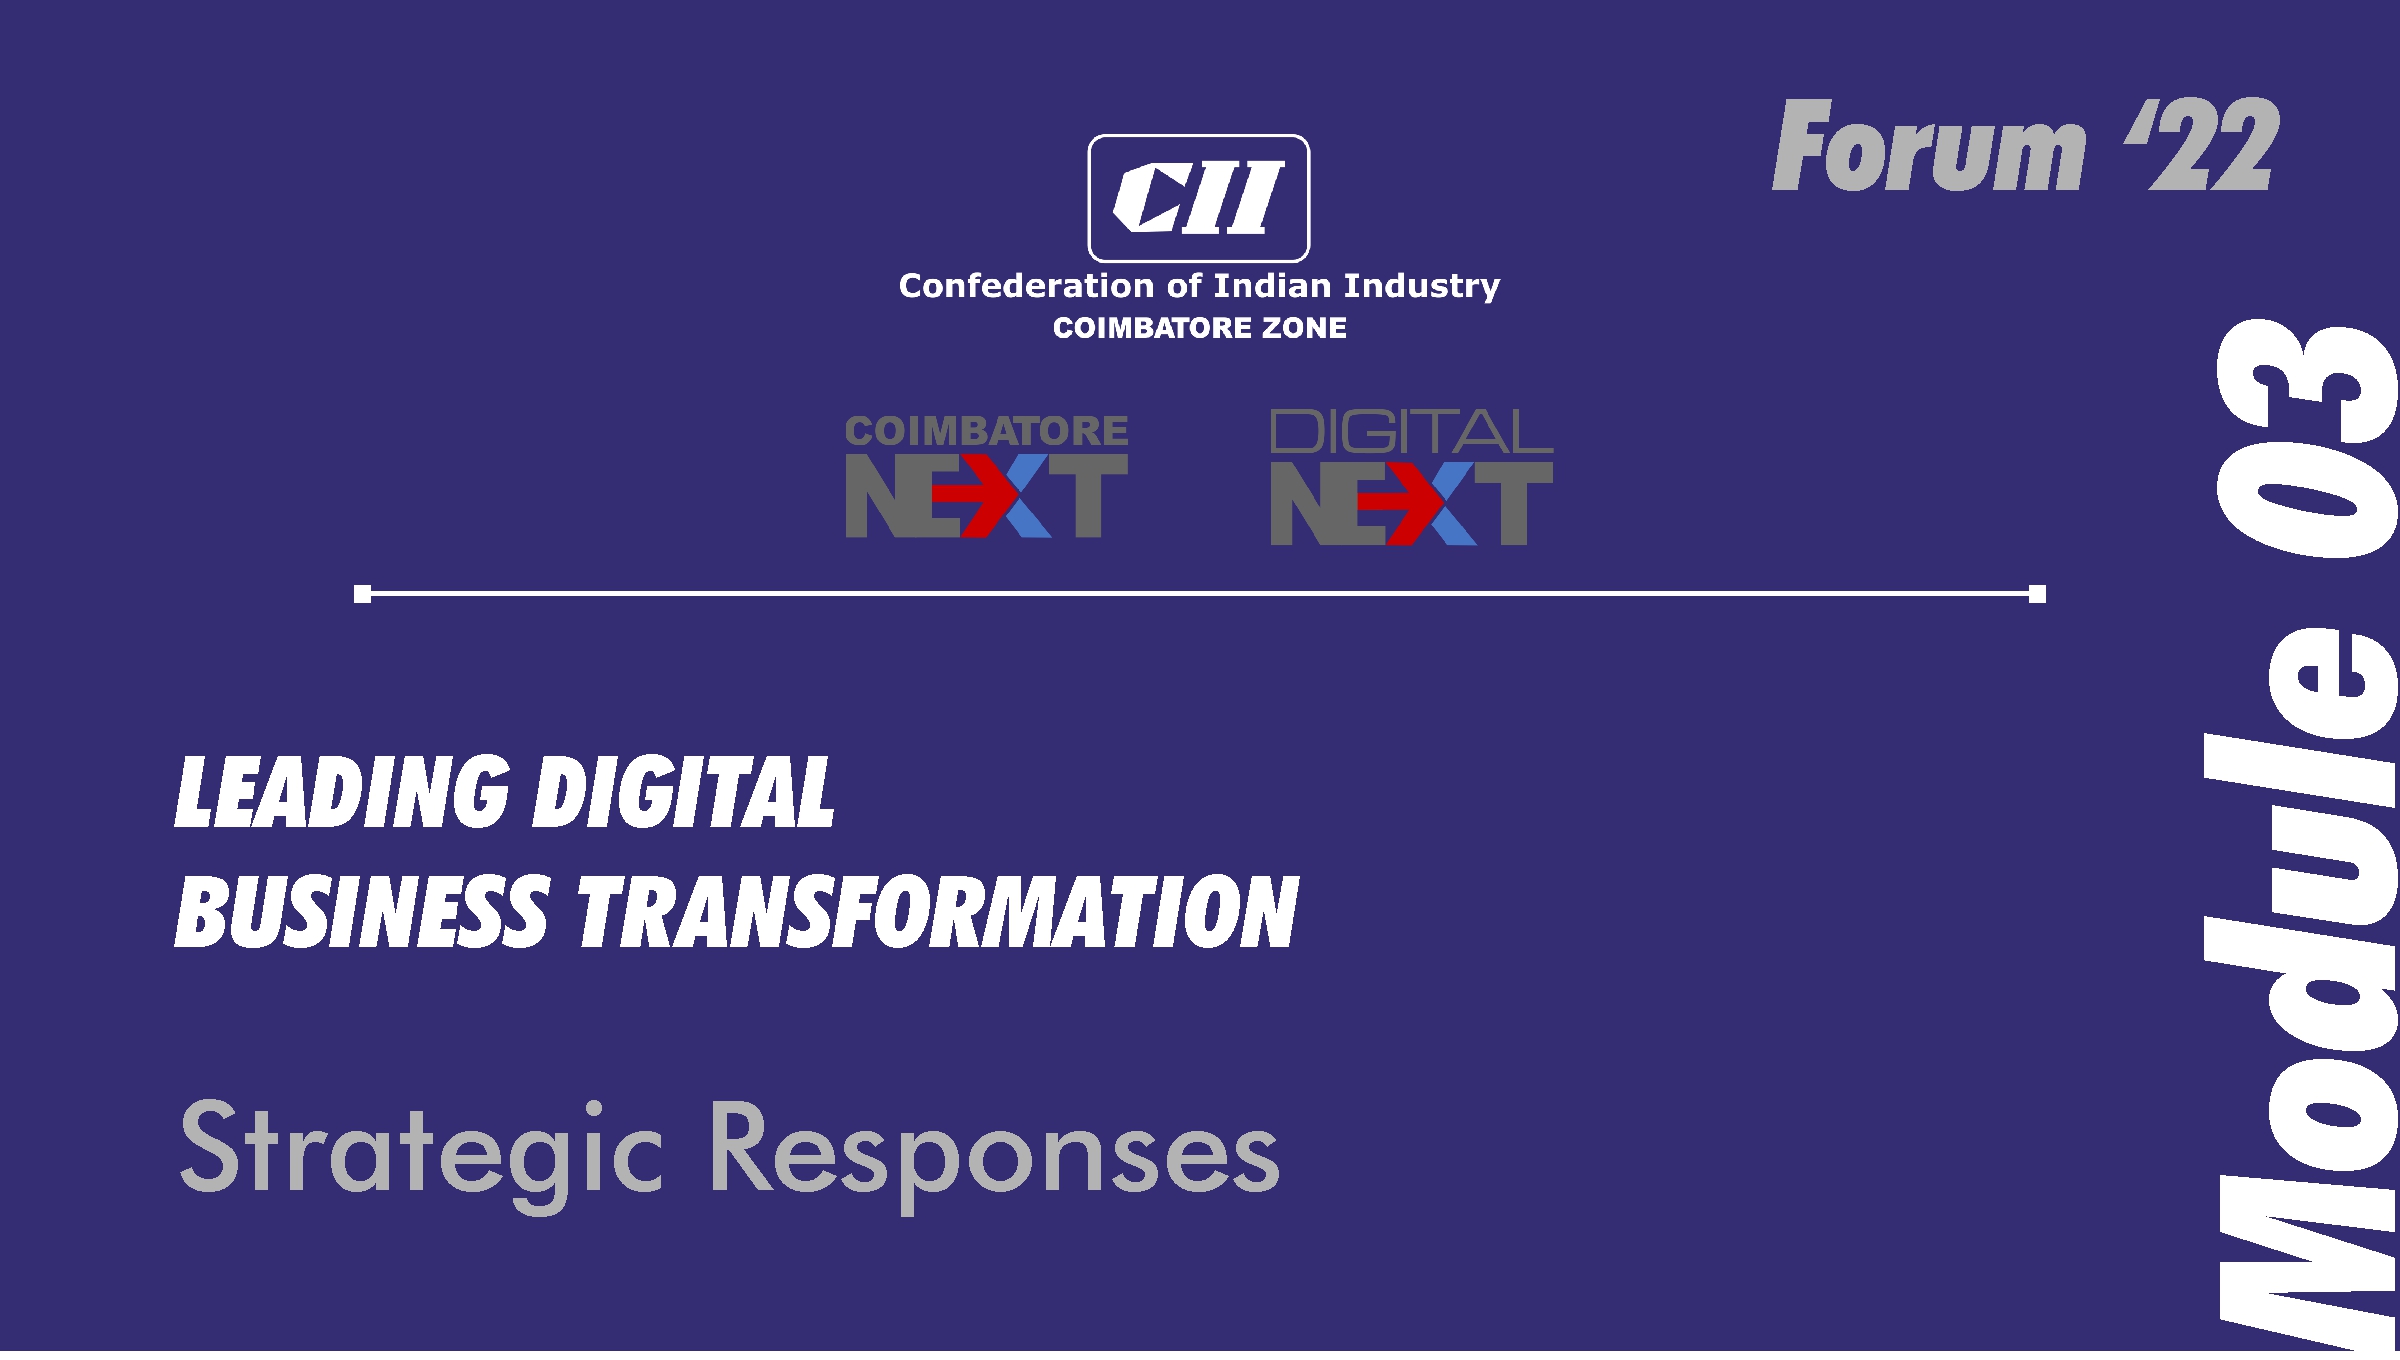 Forum ‘22
CII
Confederation of Indian Industry
COIMBATORE ZONE
COIMBATORE
NEXT
DIGITAL
NEXT
LEADING DIGITAL
BUSINESS TRANSFORMATION
Strategic Responses
Module 03